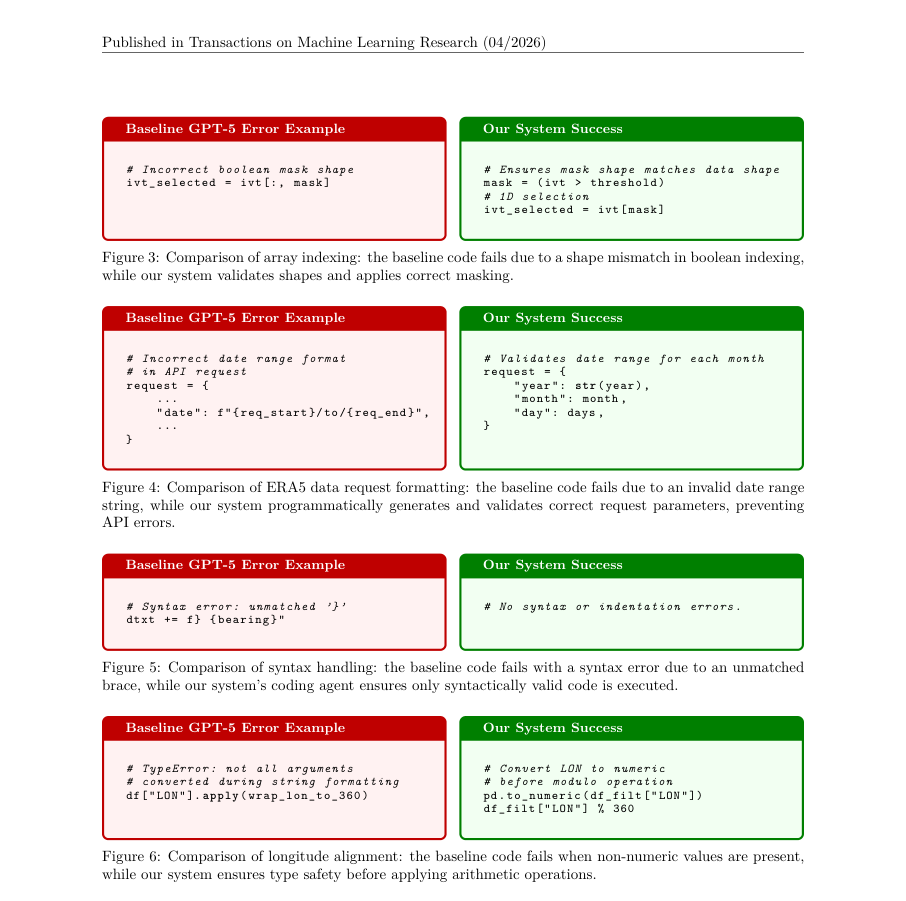 Published in Transactions on Machine Learning Research (04/2026)
Baseline GPT-5 Error Example
# Incorrect boolean mask shape
ivt_selected = ivt[:, mask]
Our System Success
# Ensures mask shape matches data shape
mask = (ivt > threshold)
# 1D selection
ivt_selected = ivt[mask]
Figure 3: Comparison of array indexing: the baseline code fails due to a shape mismatch in boolean indexing,
while our system validates shapes and applies correct masking.
Baseline GPT-5 Error Example
# Incorrect date range format
# in API request
request = {
    ...
    "date": f"{req_start}/to/{req_end}",
    ...
}
Our System Success
# Validates date range for each month
request = {
    "year": str(year),
    "month": month,
    "day": days,
}
Figure 4: Comparison of ERA5 data request formatting: the baseline code fails due to an invalid date range
string, while our system programmatically generates and validates correct request parameters, preventing
API errors.
Baseline GPT-5 Error Example
# Syntax error: unmatched '}'
dtxt += f} {bearing}"
Our System Success
# No syntax or indentation errors.
Figure 5: Comparison of syntax handling: the baseline code fails with a syntax error due to an unmatched
brace, while our system's coding agent ensures only syntactically valid code is executed.
Baseline GPT-5 Error Example
# TypeError: not all arguments
# converted during string formatting
df["LON"].apply(wrap_lon_to_360)
Our System Success
# Convert LON to numeric
# before modulo operation
pd.to_numeric(df_filt["LON"])
df_filt["LON"] % 360
Figure 6: Comparison of longitude alignment: the baseline code fails when non-numeric values are present,
while our system ensures type safety before applying arithmetic operations.